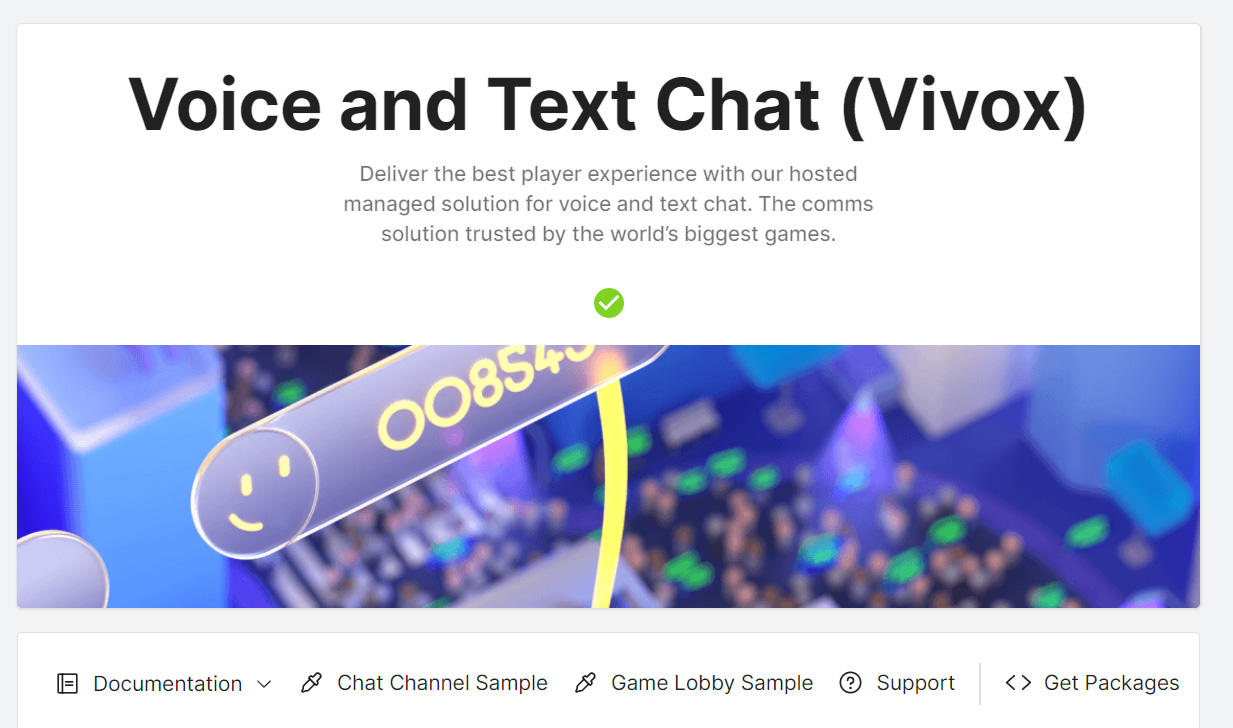 Voice and Text Chat (Vivox)
Deliver the best player experience with our hosted
managed solution for voice and text chat. The comms
solution trusted by the world’s biggest games.
008545
Documentation
Chat Channel Sample
Game Lobby Sample
Support
Get Packages